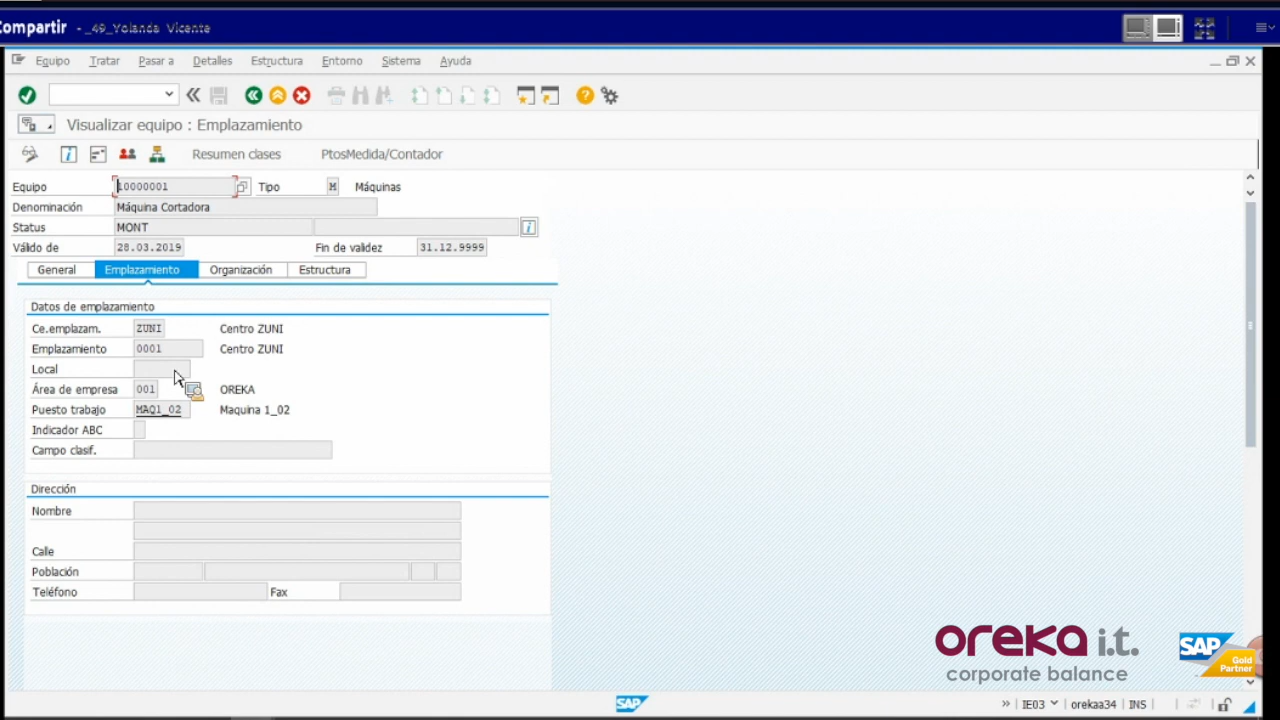 Compartir - _49_Yolanda Vicente
Equipo Tratar Pasar a Detalles Estructura Entorno Sistema Ayuda
Visualizar equipo : Emplazamiento
Resumen clases PtosMedida/Contador
Equipo 10000001 Tipo M Máquinas
Denominación Máquina Cortadora
Status MONT
Válido de 28.03.2019 Fin de validez 31.12.9999
General Emplazamiento Organización Estructura
Datos de emplazamiento
Ce.emplazam. ZUNI Centro ZUNI
Emplazamiento 0001 Centro ZUNI
Local
Área de empresa 001 OREKA
Puesto trabajo MAQ1_02 Maquina 1_02
Indicador ABC
Campo clasif.
Dirección
Nombre
Calle
Población
Teléfono Fax
oreka i.t.
corporate balance
SAP Gold Partner
SAP
IE03 orekaa34 INS